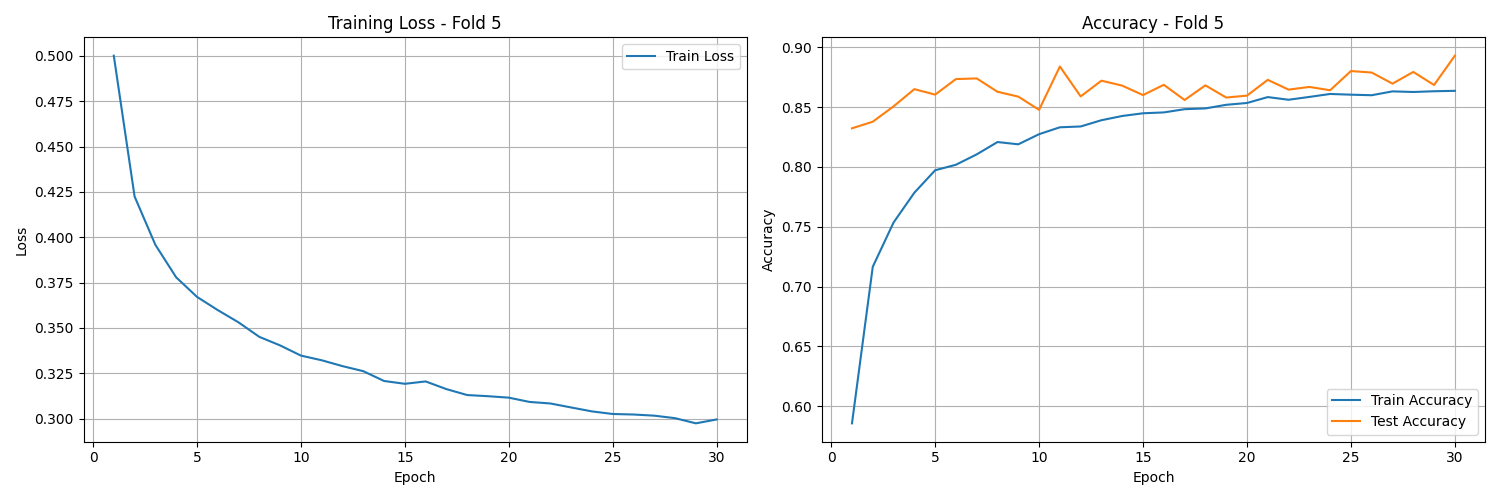 Training Loss - Fold 5
Train Loss
0.500
0.475
0.450
0.425
0.400
0.375
0.350
0.325
0.300
Loss
0 5 10 15 20 25 30
Epoch
Accuracy - Fold 5
0.90
0.85
0.80
0.75
0.70
0.65
0.60
Accuracy
Train Accuracy
Test Accuracy
0 5 10 15 20 25 30
Epoch